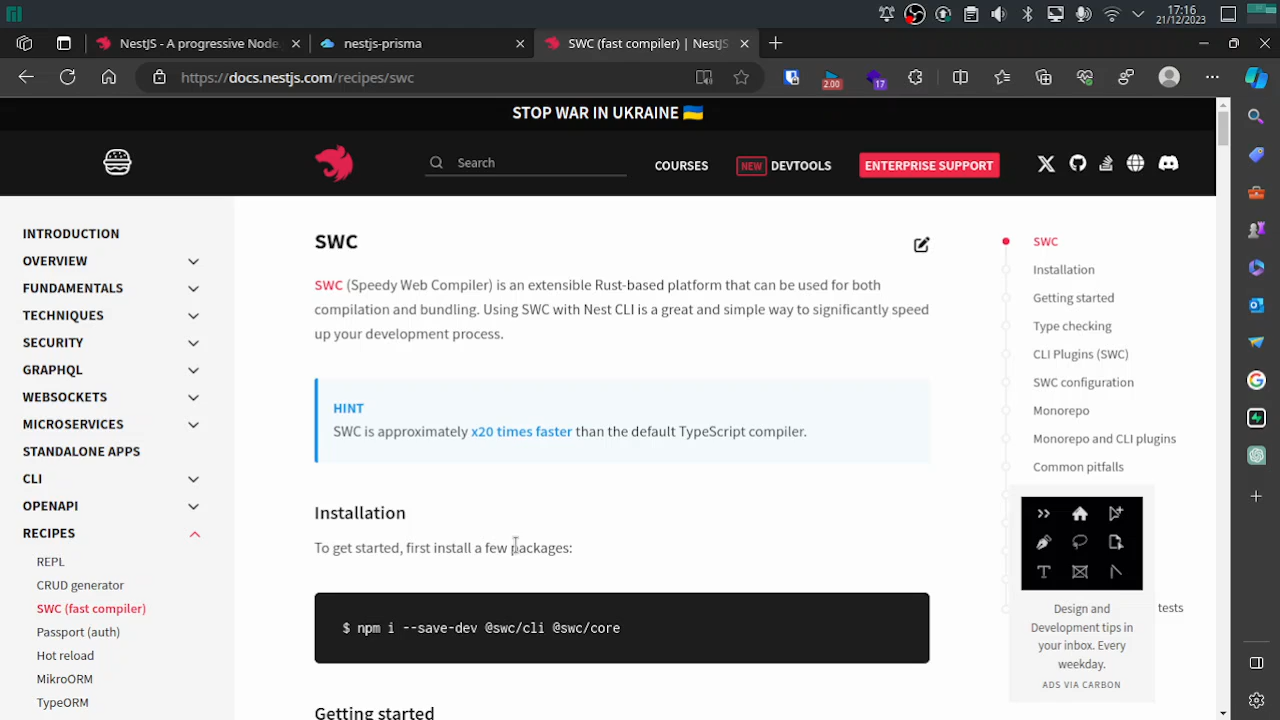 17:16
21/12/2023
NestJS - A progressive Node.
nestjs-prisma
SWC (fast compiler) | NestJS
https://docs.nestjs.com/recipes/swc
2.00
17
STOP WAR IN UKRAINE 🇺🇦
Search
COURSES
NEW DEVTOOLS
ENTERPRISE SUPPORT
INTRODUCTION
OVERVIEW
FUNDAMENTALS
TECHNIQUES
SECURITY
GRAPHQL
WEBSOCKETS
MICROSERVICES
STANDALONE APPS
CLI
OPENAPI
RECIPES
REPL
CRUD generator
SWC (fast compiler)
Passport (auth)
Hot reload
MikroORM
TypeORM
SWC
SWC (Speedy Web Compiler) is an extensible Rust-based platform that can be used for both
compilation and bundling. Using SWC with Nest CLI is a great and simple way to significantly speed
up your development process.
HINT
SWC is approximately x20 times faster than the default TypeScript compiler.
Installation
To get started, first install a few packages:
$ npm i --save-dev @swc/cli @swc/core
Getting started
SWC
Installation
Getting started
Type checking
CLI Plugins (SWC)
SWC configuration
Monorepo
Monorepo and CLI plugins
Common pitfalls
tests
Design and
Development tips in
your inbox. Every
weekday.
ADS VIA CARBON